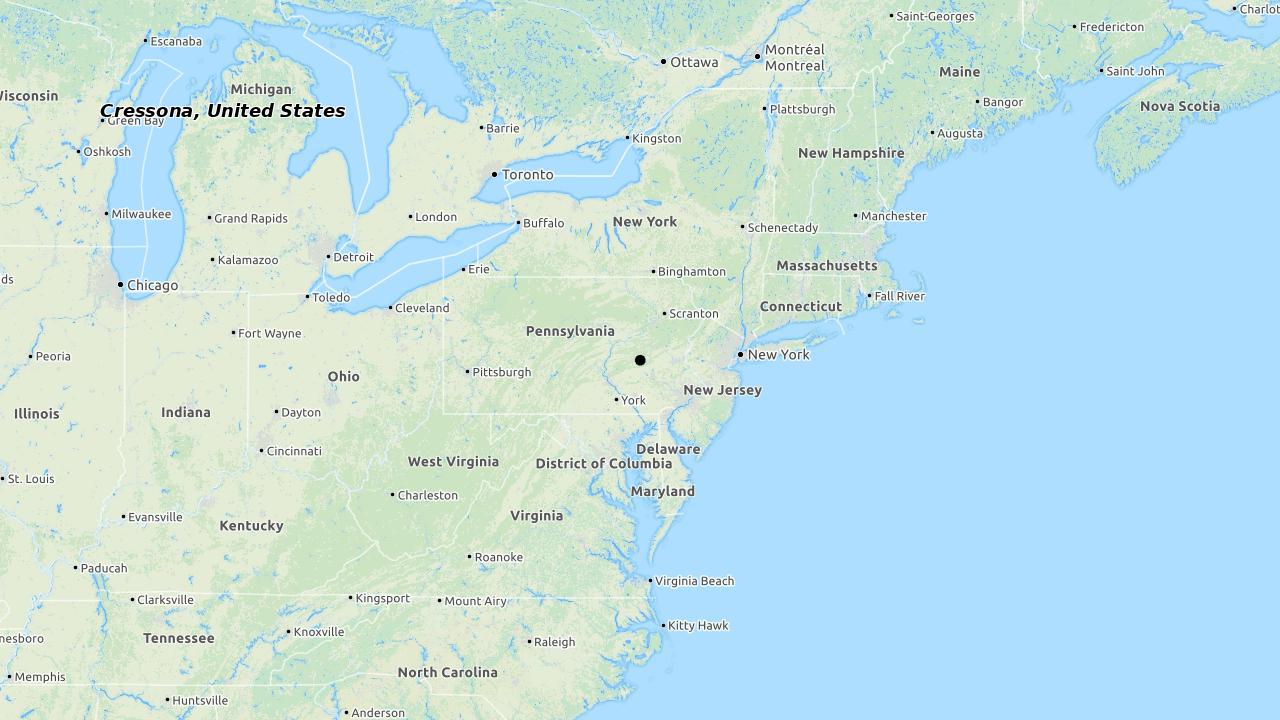 Charlot
Saint-Georges
Fredericton
Escanaba
Montréal
Montreal
Ottawa
Maine
Saint John
Michigan
Wisconsin
Bangor
Nova Scotia
Cressona, United States
Plattsburgh
Green Bay
Barrie
Augusta
Kingston
Oshkosh
New Hampshire
Toronto
Milwaukee
Grand Rapids
London
Manchester
Buffalo
New York
Schenectady
Detroit
Kalamazoo
Massachusetts
Erie
Binghamton
ds
Chicago
Toledo
Fall River
Cleveland
Connecticut
Scranton
Fort Wayne
Pennsylvania
Peoria
New York
Pittsburgh
Ohio
New Jersey
York
Illinois
Indiana
Dayton
Cincinnati
Delaware
West Virginia
District of Columbia
St. Louis
Maryland
Charleston
Evansville
Virginia
Kentucky
Roanoke
Paducah
Virginia Beach
Clarksville
Kingsport
Mount Airy
Kitty Hawk
Knoxville
nesboro
Tennessee
Raleigh
North Carolina
Memphis
Huntsville
Anderson